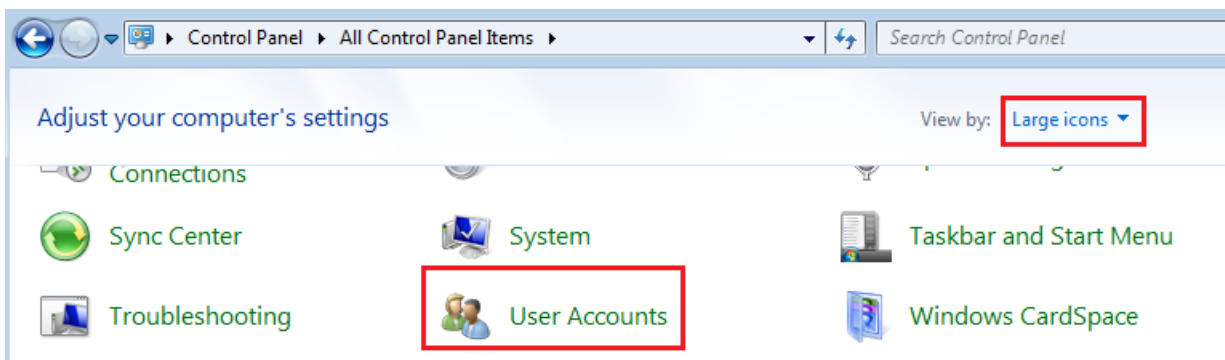 Control Panel All Control Panel Items
Search Control Panel
Adjust your computer's settings
View by: Large icons
Connections
Sync Center
System
Taskbar and Start Menu
Troubleshooting
User Accounts
Windows CardSpace